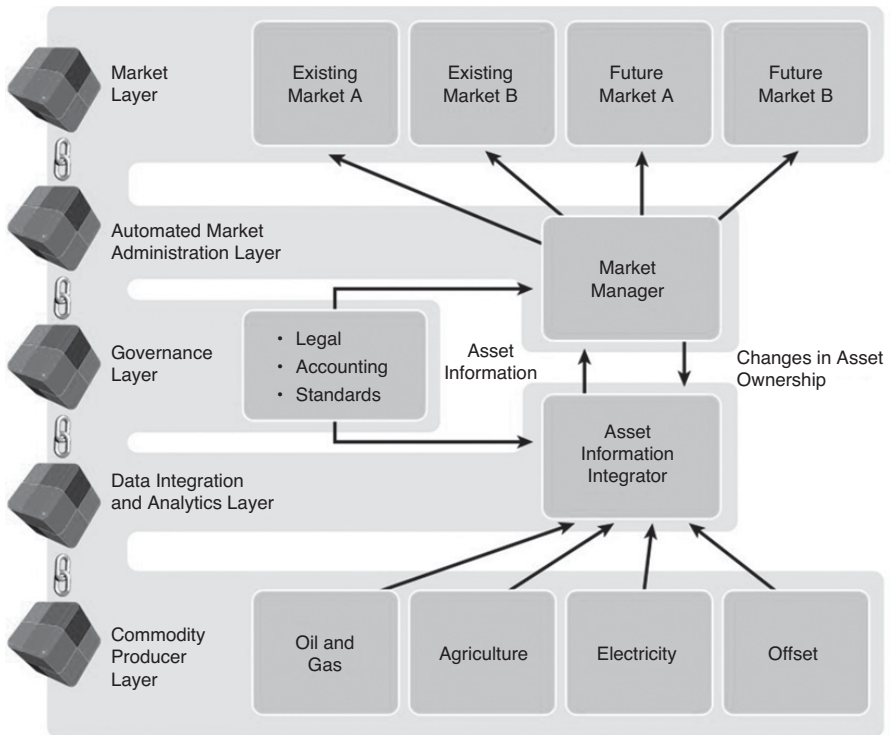 Market
Layer
Existing
Market A
Existing
Market B
Future
Market A
Future
Market B
Automated Market
Administration Layer
Market
Manager
Governance
Layer
• Legal
• Accounting
• Standards
Asset
Information
Changes in Asset
Ownership
Asset
Information
Integrator
Data Integration
and Analytics Layer
Commodity
Producer
Layer
Oil and
Gas
Agriculture
Electricity
Offset